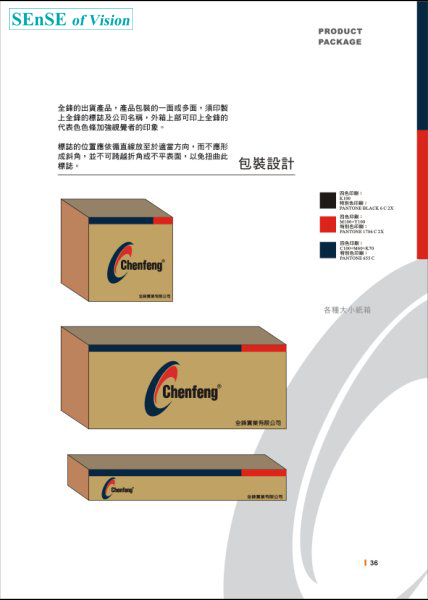 SEnSE of Vision
PRODUCT
PACKAGE
全鋒的出貨產品，產品包裝的一面或多面，須印製
上全鋒的標誌及公司名稱，外箱上部可印上全鋒的
代表色色條加強視覺者的印象。
標誌的位置應依循直線放至於適當方向，而不應形
成斜角，並不可跨越折角或不平表面，以免扭曲此
標誌。
包裝設計
四色印刷：
K100
特別色印刷：
PANTONE BLACK 6 C 2X
四色印刷：
M100+Y100
特別色印刷：
PANTONE 1786 C 2X
四色印刷：
C100+M60+K70
特別色印刷：
PANTONE 655 C
各種大小紙箱
Chenfeng®
全鋒實業有限公司
Chenfeng®
全鋒實業有限公司
Chenfeng®
全鋒實業有限公司
36